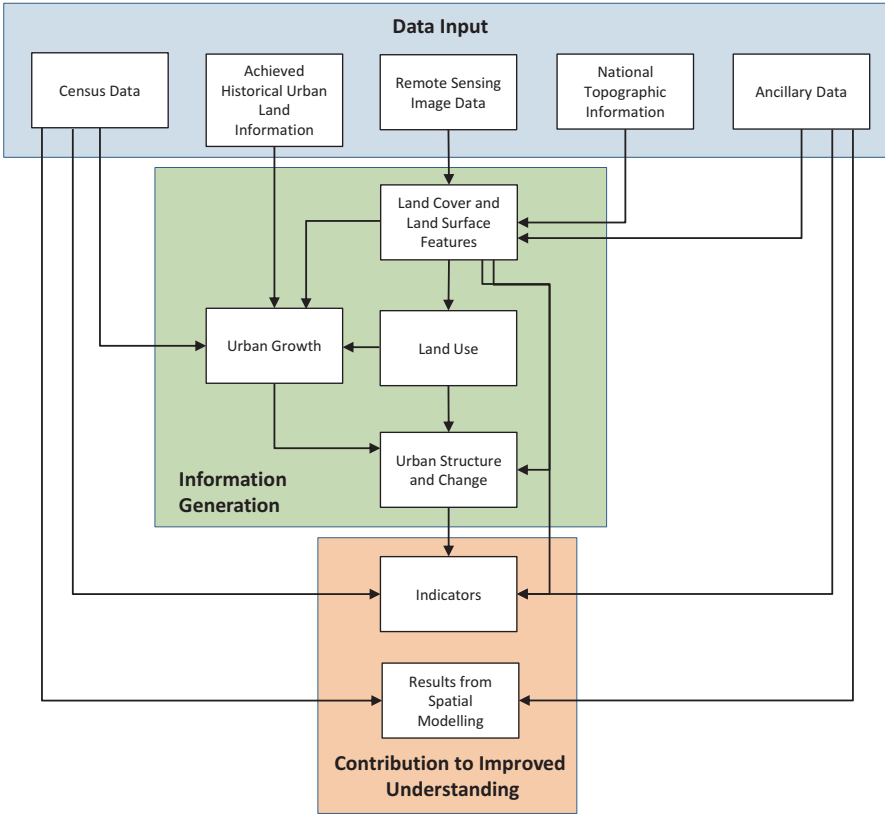 Data Input
Census Data
Achieved
Historical Urban
Land
Information
Remote Sensing
Image Data
National
Topographic
Information
Ancillary Data
Land Cover and
Land Surface
Features
Urban Growth
Land Use
Urban Structure
and Change
Information
Generation
Indicators
Results from
Spatial
Modelling
Contribution to Improved
Understanding